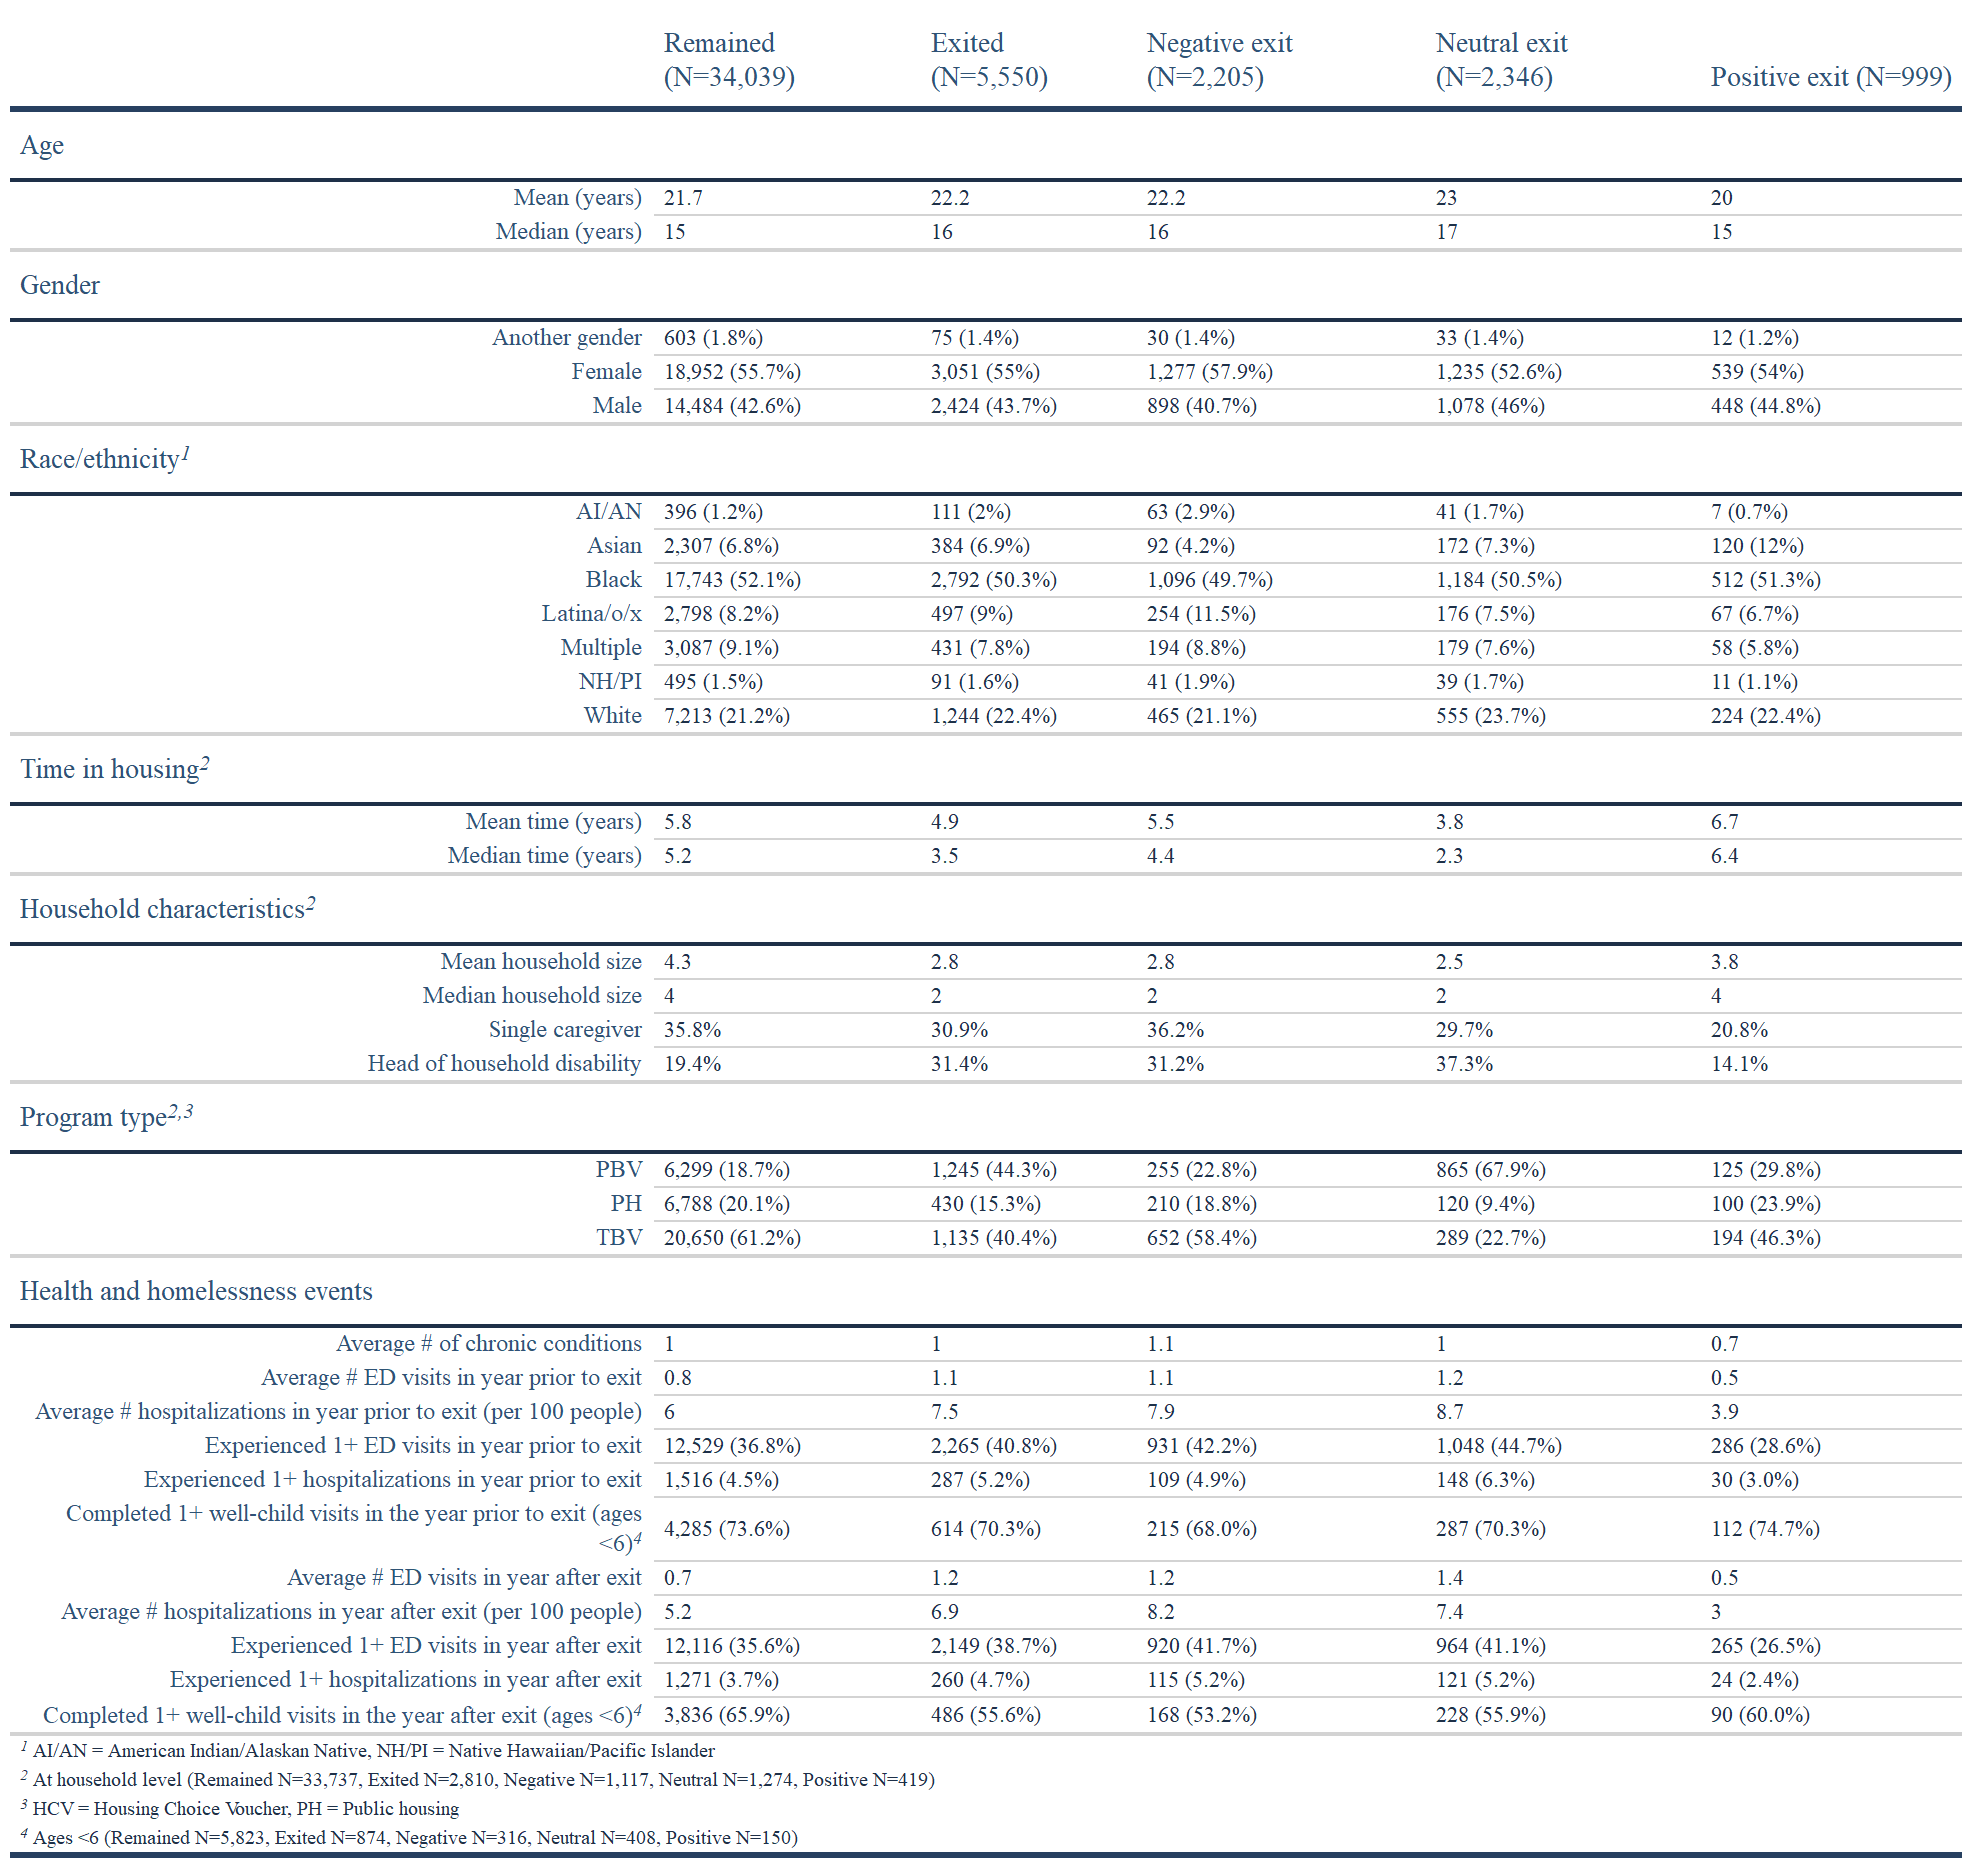 Remained (N=34,039) Exited (N=5,550) Negative exit (N=2,205) Neutral exit (N=2,346) Positive exit (N=999)
Age
Mean (years) 21.7 22.2 22.2 23 20
Median (years) 15 16 16 17 15
Gender
Another gender 603 (1.8%) 75 (1.4%) 30 (1.4%) 33 (1.4%) 12 (1.2%)
Female 18,952 (55.7%) 3,051 (55%) 1,277 (57.9%) 1,235 (52.6%) 539 (54%)
Male 14,484 (42.6%) 2,424 (43.7%) 898 (40.7%) 1,078 (46%) 448 (44.8%)
Race/ethnicity1
AI/AN 396 (1.2%) 111 (2%) 63 (2.9%) 41 (1.7%) 7 (0.7%)
Asian 2,307 (6.8%) 384 (6.9%) 92 (4.2%) 172 (7.3%) 120 (12%)
Black 17,743 (52.1%) 2,792 (50.3%) 1,096 (49.7%) 1,184 (50.5%) 512 (51.3%)
Latina/o/x 2,798 (8.2%) 497 (9%) 254 (11.5%) 176 (7.5%) 67 (6.7%)
Multiple 3,087 (9.1%) 431 (7.8%) 194 (8.8%) 179 (7.6%) 58 (5.8%)
NH/PI 495 (1.5%) 91 (1.6%) 41 (1.9%) 39 (1.7%) 11 (1.1%)
White 7,213 (21.2%) 1,244 (22.4%) 465 (21.1%) 555 (23.7%) 224 (22.4%)
Time in housing2
Mean time (years) 5.8 4.9 5.5 3.8 6.7
Median time (years) 5.2 3.5 4.4 2.3 6.4
Household characteristics2
Mean household size 4.3 2.8 2.8 2.5 3.8
Median household size 4 2 2 2 4
Single caregiver 35.8% 30.9% 36.2% 29.7% 20.8%
Head of household disability 19.4% 31.4% 31.2% 37.3% 14.1%
Program type2,3
PBV 6,299 (18.7%) 1,245 (44.3%) 255 (22.8%) 865 (67.9%) 125 (29.8%)
PH 6,788 (20.1%) 430 (15.3%) 210 (18.8%) 120 (9.4%) 100 (23.9%)
TBV 20,650 (61.2%) 1,135 (40.4%) 652 (58.4%) 289 (22.7%) 194 (46.3%)
Health and homelessness events
Average # of chronic conditions 1 1 1.1 1 0.7
Average # ED visits in year prior to exit 0.8 1.1 1.1 1.2 0.5
Average # hospitalizations in year prior to exit (per 100 people) 6 7.5 7.9 8.7 3.9
Experienced 1+ ED visits in year prior to exit 12,529 (36.8%) 2,265 (40.8%) 931 (42.2%) 1,048 (44.7%) 286 (28.6%)
Experienced 1+ hospitalizations in year prior to exit 1,516 (4.5%) 287 (5.2%) 109 (4.9%) 148 (6.3%) 30 (3.0%)
Completed 1+ well-child visits in the year prior to exit (ages
<6)4 4,285 (73.6%) 614 (70.3%) 215 (68.0%) 287 (70.3%) 112 (74.7%)
Average # ED visits in year after exit 0.7 1.2 1.2 1.4 0.5
Average # hospitalizations in year after exit (per 100 people) 5.2 6.9 8.2 7.4 3
Experienced 1+ ED visits in year after exit 12,116 (35.6%) 2,149 (38.7%) 920 (41.7%) 964 (41.1%) 265 (26.5%)
Experienced 1+ hospitalizations in year after exit 1,271 (3.7%) 260 (4.7%) 115 (5.2%) 121 (5.2%) 24 (2.4%)
Completed 1+ well-child visits in the year after exit (ages <6)4 3,836 (65.9%) 486 (55.6%) 168 (53.2%) 228 (55.9%) 90 (60.0%)
1 AI/AN = American Indian/Alaskan Native, NH/PI = Native Hawaiian/Pacific Islander
2 At household level (Remained N=33,737, Exited N=2,810, Negative N=1,117, Neutral N=1,274, Positive N=419)
3 HCV = Housing Choice Voucher, PH = Public housing
4 Ages <6 (Remained N=5,823, Exited N=874, Negative N=316, Neutral N=408, Positive N=150)